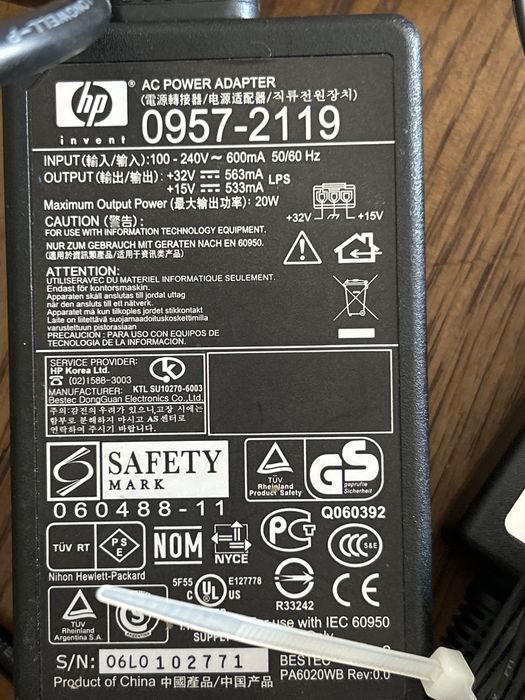 LONGWELL-P
hp
®
invent
AC POWER ADAPTER
(電源轉接器/电源适配器/직류전원장치)
0957-2119
INPUT(輸入/输入):100 - 240V ~ 600mA 50/60 Hz
OUTPUT (輸出/输出): +32V ⎓ 563mA LPS
+15V ⎓ 533mA
Maximum Output Power (最大输出功率): 20W
+32V +15V
CAUTION (警告) :
FOR USE WITH INFORMATION TECHNOLOGY EQUIPMENT.
NUR ZUM GEBRAUCH MIT GERATEN NACH EN 60950.
(適用於資訊類產品/适用于资讯类产品)
ATTENTION:
UTILISERAVEC DU MATERIEL INFORMATIQUE SEULEMENT.
Endast för kontorsmaskin.
Apparaten skåll anslutas till jordat uttag
når den ansluts till ett nätverk.
Apparatet må kun tilkoples jordet stikkontakt
Laite on liitettävä suojamaadoituskoskettimilla
varustettuun pistorasiaan
PRECAUCION : PARA USO CON EQUIPOS DE
TECNOLOGIA DE LA INFORMACION.
SERVICE PROVIDER:
HP Korea Ltd.
☎ (02)1588-3003
MANUFACTURER: KTL SU10270-6003
Bestec DongGuan Electronics Co.,Ltd.
주의:감전의 우려가 있으니,고장 시에는
함부로 분해하지 마시고 AS센터로
연락하여 주시기 바랍니다.
SAFETY
MARK
060488-11
TÜV
Rheinland
Product Safety
GS
geprüfte
Sicherheit
Q060392
TÜV RT
PSE
NOM
NYCE
CCC S&E
Nihon Hewlett-Packard
5F55
C UL US
E127778
R33242
CE
TÜV
Rheinland
Argentina S.A.
S
use with IEC 60950
SUPPLY
S/N: 06L0102771
BESTEC
PA6020WB Rev:0.0
Product of China 中國產品/中国产品